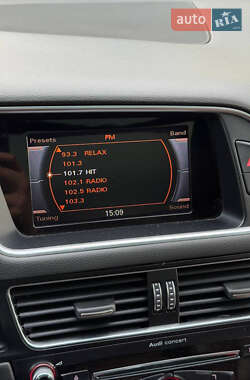 auto RIA
.com
Presets
FM
Band
93.3 RELAX
101.3
101.7 HIT
102.1 RADIO
102.5 RADIO
103.3
Tuning
15:09
Sound
Audi concert